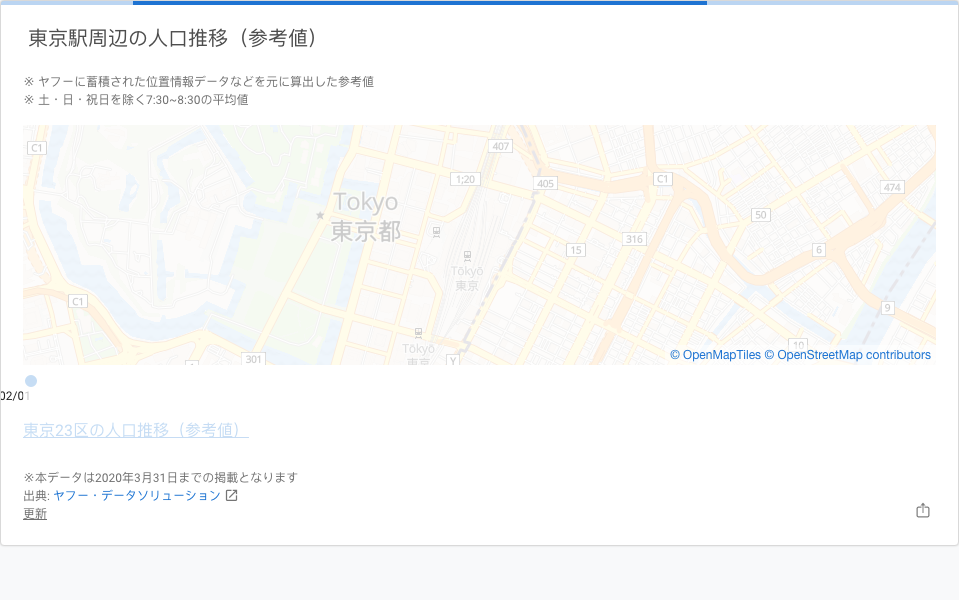 東京駅周辺の人口推移（参考値）
※ ヤフーに蓄積された位置情報データなどを元に算出した参考値
※ 土・日・祝日を除く7:30~8:30の平均値
407
C1
1;20
405
C1
474
Tokyo
東京都
50
316
15
6
Tōkyō
東京
C1
9
10
301
Tōkyō
東京
Y
© OpenMapTiles © OpenStreetMap contributors
02/01
東京23区の人口推移（参考値）
※本データは2020年3月31日までの掲載となります
出典: ヤフー・データソリューション
更新